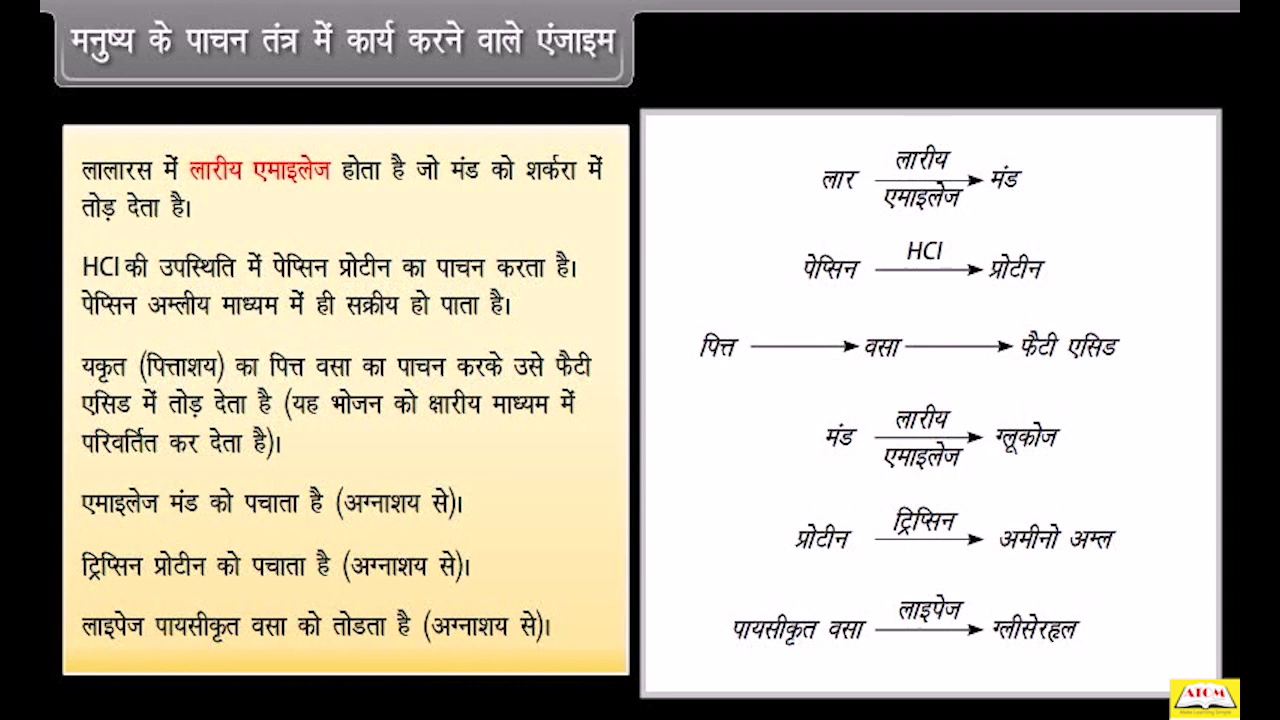 मनुष्य के पाचन तंत्र में कार्य करने वाले एंजाइम
लालारस में लारीय एमाइलेज होता है जो मंड को शर्करा में
तोड़ देता है।
HCl की उपस्थिति में पेप्सिन प्रोटीन का पाचन करता है।
पेप्सिन अम्लीय माध्यम में ही सक्रीय हो पाता है।
यकृत (पित्ताशय) का पित्त वसा का पाचन करके उसे फैटी
एसिड में तोड़ देता है (यह भोजन को क्षारीय माध्यम में
परिवर्तित कर देता है)।
एमाइलेज मंड को पचाता है (अग्नाशय से)।
ट्रिप्सिन प्रोटीन को पचाता है (अग्नाशय से)।
लाइपेज पायसीकृत वसा को तोडता है (अग्नाशय से)।
लारीय
लार → मंड
एमाइलेज
HCl
पेप्सिन → प्रोटीन
पित्त → वसा → फैटी एसिड
लारीय
मंड → ग्लूकोज
एमाइलेज
ट्रिप्सिन
प्रोटीन → अमीनो अम्ल
लाइपेज
पायसीकृत वसा → ग्लीसेरहृल
ATOM